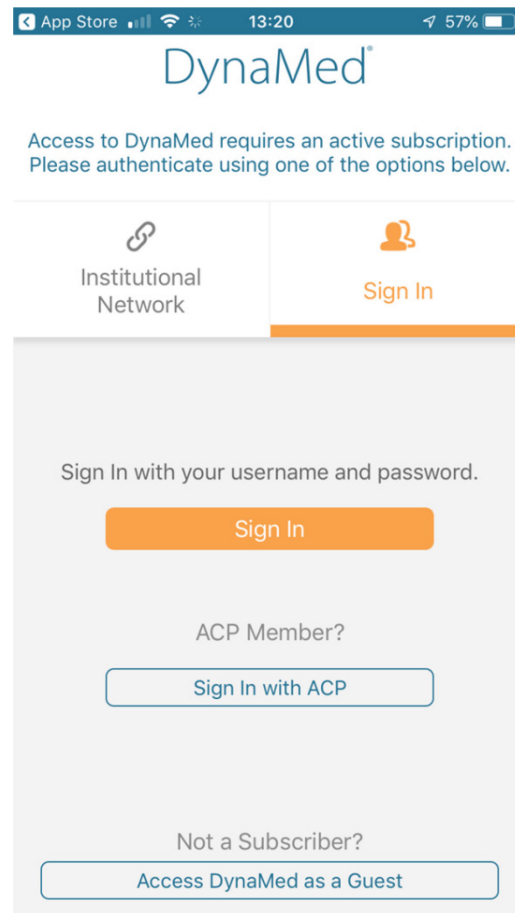 App Store 13:20 57%
DynaMed®
Access to DynaMed requires an active subscription.
Please authenticate using one of the options below.
Institutional
Network
Sign In
Sign In with your username and password.
Sign In
ACP Member?
Sign In with ACP
Not a Subscriber?
Access DynaMed as a Guest